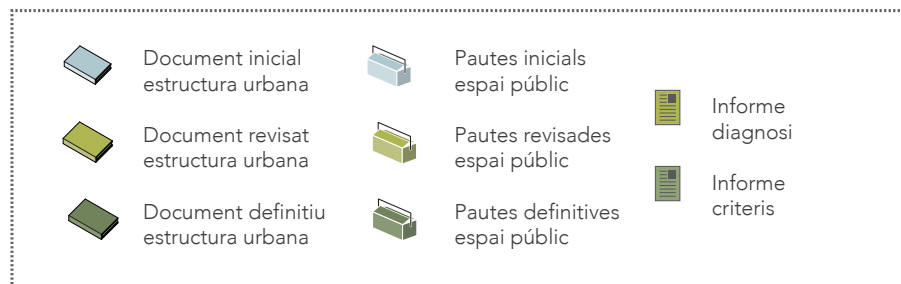 Document inicial
estructura urbana
Document revisat
estructura urbana
Document definitiu
estructura urbana
Pautes inicials
espai públic
Pautes revisades
espai públic
Pautes definitives
espai públic
Informe
diagnosi
Informe
criteris